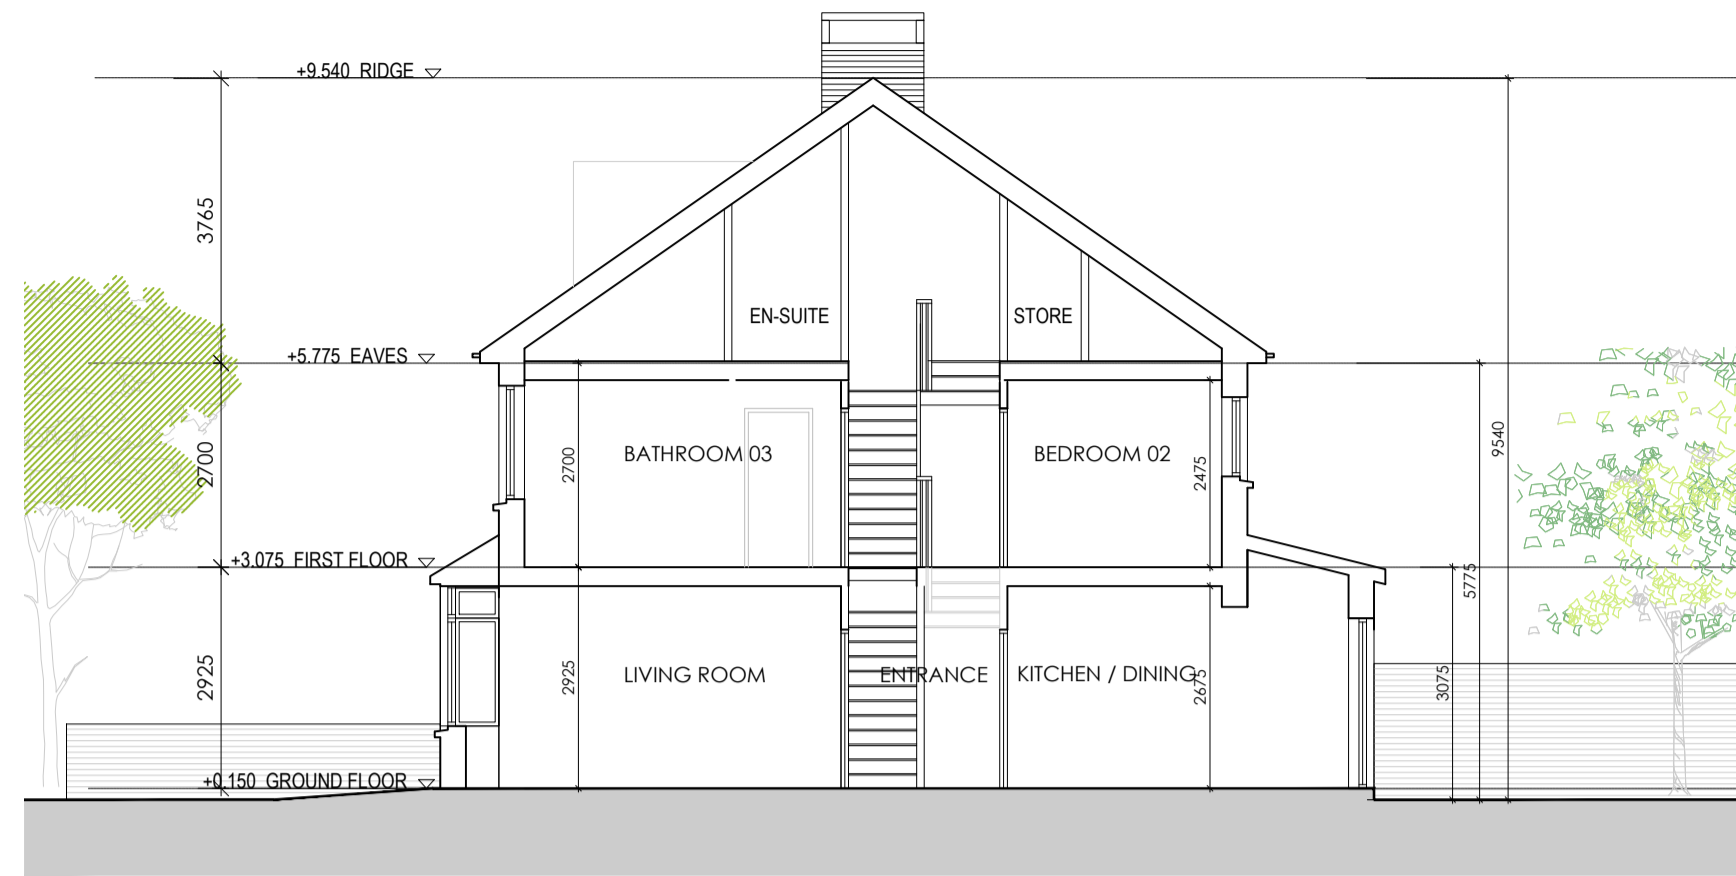 +9.540 RIDGE
3765
EN-SUITE
STORE
+5.775 EAVES
2700
2700
BATHROOM 03
BEDROOM 02
2475
9540
+3.075 FIRST FLOOR
5775
2925
2925
LIVING ROOM
ENTRANCE
KITCHEN / DINING
2675
3075
+0.150 GROUND FLOOR